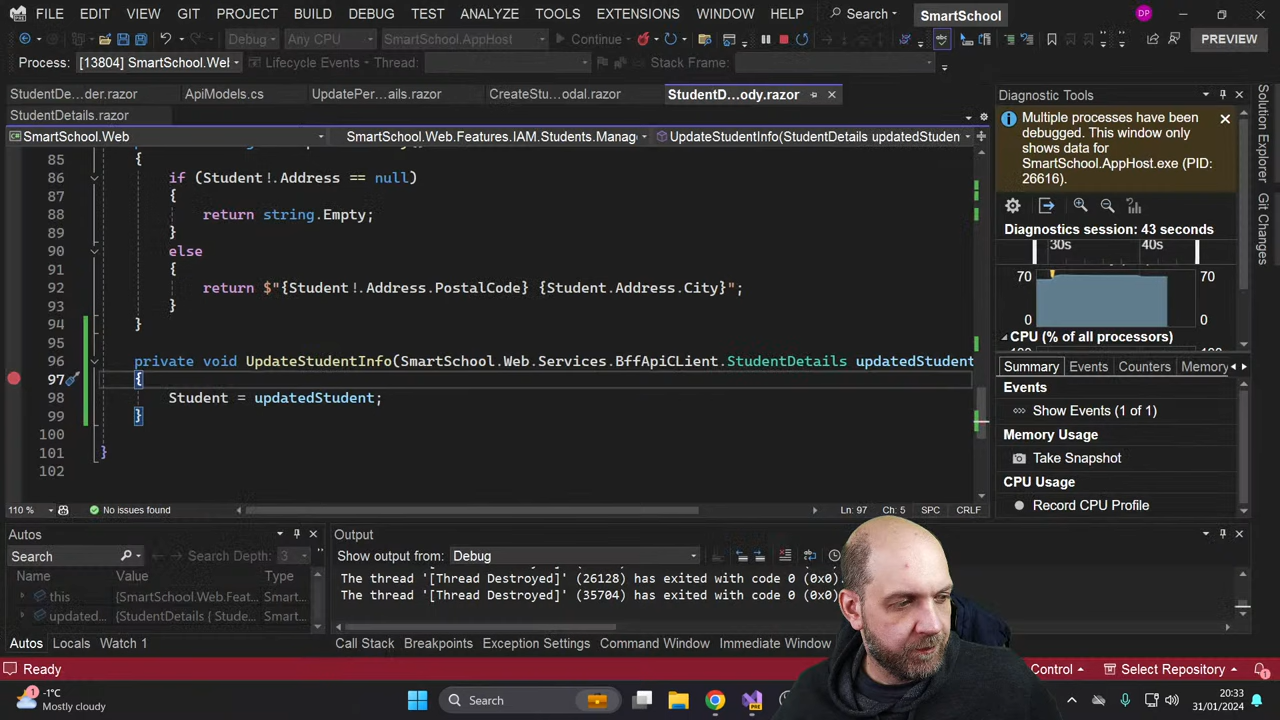 FILE EDIT VIEW GIT PROJECT BUILD DEBUG TEST ANALYZE TOOLS EXTENSIONS WINDOW HELP Search SmartSchool DP
Debug Any CPU SmartSchool.AppHost Continue PREVIEW
Process: [13804] SmartSchool.Wel Lifecycle Events Thread: Stack Frame:
StudentDe...der.razor ApiModels.cs UpdatePer...ails.razor CreateStu...odal.razor StudentD...ody.razor
StudentDetails.razor
SmartSchool.Web SmartSchool.Web.Features.IAM.Students.Manag UpdateStudentInfo(StudentDetails updatedStuden
85 {
86 if (Student!.Address == null)
87 {
88 return string.Empty;
89 }
90 else
91 {
92 return $"{Student!.Address.PostalCode} {Student.Address.City}";
93 }
94 }
95
96 private void UpdateStudentInfo(SmartSchool.Web.Services.BffApiCLient.StudentDetails updatedStudent
97 {
98 Student = updatedStudent;
99 }
100
101 }
102
110 % No issues found Ln: 97 Ch: 5 SPC CRLF
Diagnostic Tools
Multiple processes have been
debugged. This window only
shows data for
SmartSchool.AppHost.exe (PID:
26616).
Diagnostics session: 43 seconds
30s 40s
70 70
0 0
CPU (% of all processors)
Summary Events Counters Memory
Events
Show Events (1 of 1)
Memory Usage
Take Snapshot
CPU Usage
Record CPU Profile
Solution Explorer
Git Changes
Autos
Search Search Depth: 3
Name Value Type
this {SmartSchool.Web.Feat... Smart...
updated... {StudentDetails { Stude... Smart...
Autos Locals Watch 1
Output
Show output from: Debug
The thread '[Thread Destroyed]' (26128) has exited with code 0 (0x0).
The thread '[Thread Destroyed]' (35704) has exited with code 0 (0x0)
Call Stack Breakpoints Exception Settings Command Window Immediate Window
Ready Control Select Repository
-1°C
Mostly cloudy
Search
20:33
31/01/2024